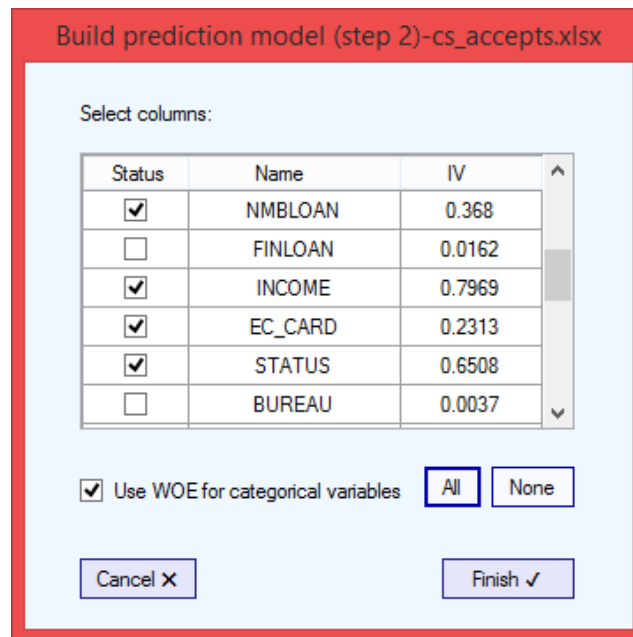 Build prediction model (step 2)-cs_accepts.xlsx
Select columns:
Status Name IV
NMBLOAN 0.368
FINLOAN 0.0162
INCOME 0.7969
EC_CARD 0.2313
STATUS 0.6508
BUREAU 0.0037
Use WOE for categorical variables All None
Cancel ✕ Finish ✓